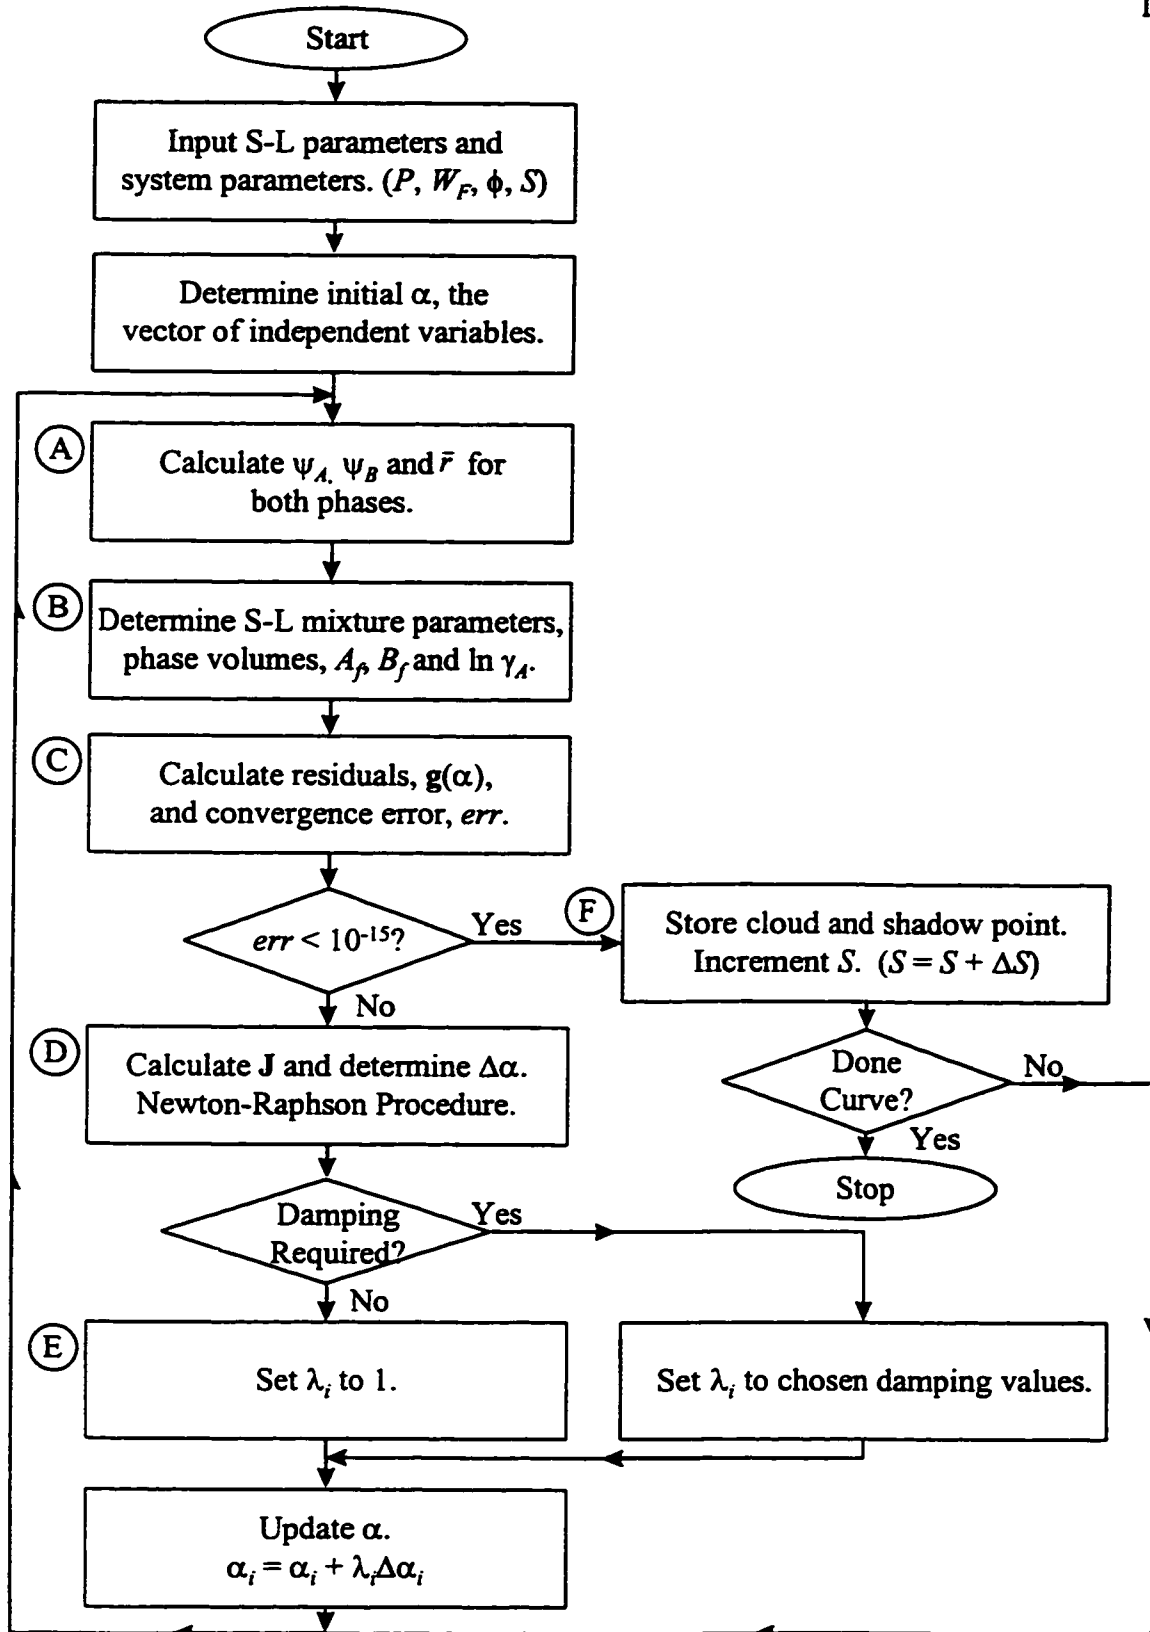 Start
Input S-L parameters and
system parameters. (P, W_F, ϕ, S)
Determine initial α, the
vector of independent variables.
A
Calculate ψ_A, ψ_B and r̄ for
both phases.
B
Determine S-L mixture parameters,
phase volumes, A_f, B_f and ln γ_A.
C
Calculate residuals, g(α),
and convergence error, err.
err < 10^-15?
Yes
No
F
Store cloud and shadow point.
Increment S. (S = S + ΔS)
Done
Curve?
No
Yes
Stop
D
Calculate J and determine Δα.
Newton-Raphson Procedure.
Damping
Required?
Yes
No
E
Set λ_i to 1.
Set λ_i to chosen damping values.
Update α.
α_i = α_i + λ_iΔα_i